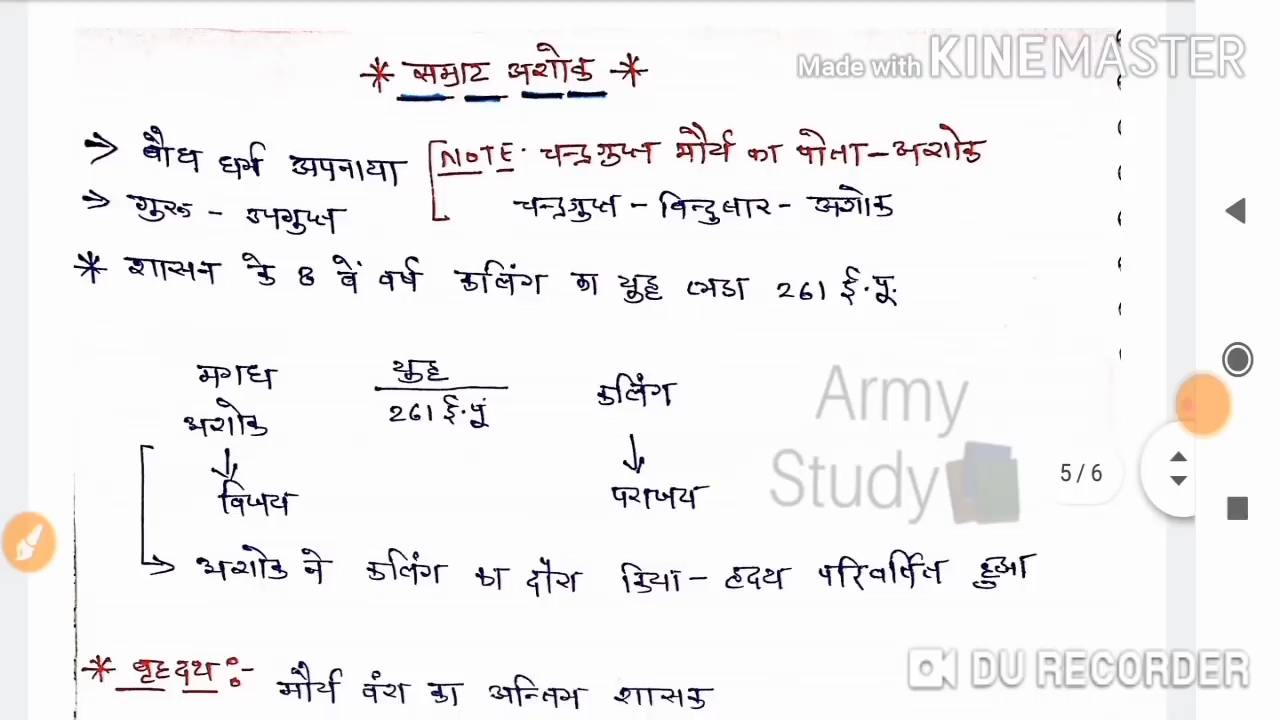 Made with KINEMASTER
* सम्राट अशोक *
→ बौध धर्म अपनाया
[NOTE. चन्द्रगुप्त मौर्य का पोता - अशोक
→ गुरू - उपगुप्त
चन्द्रगुप्त - बिन्दुसार - अशोक
* शासन के 8 वें वर्ष कलिंग का युद्ध लडा 261 ई.पू.
मगध युद्ध कलिंग
अशोक 261 ई.पू
↓ ↓
विजय पराजय
Army
Study
5 / 6
→ अशोक ने कलिंग का दौरा किया - हृदय परिवर्तित हुआ
* बृहदथ :- मौर्य वंश का अन्तिम शासक
DU RECORDER